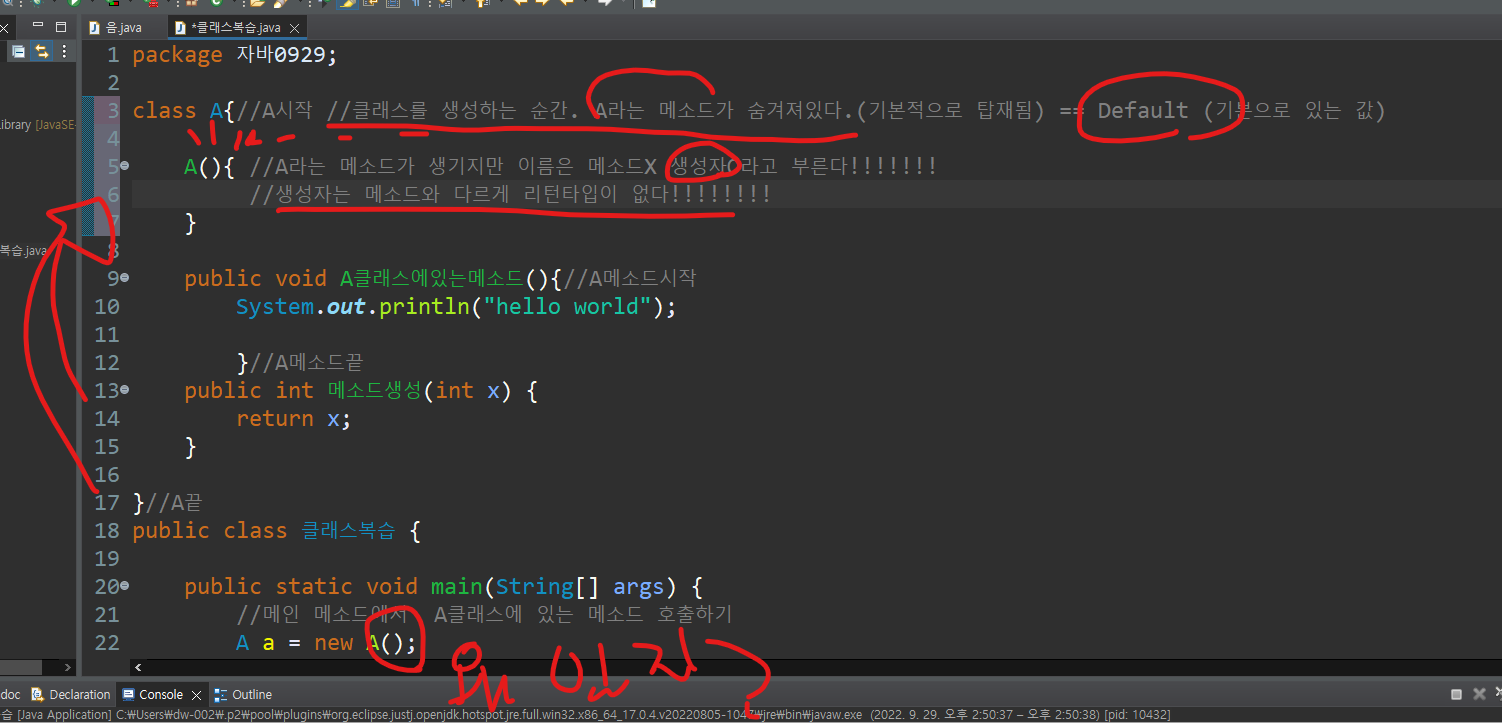 음.java
*클래스복습.java
1 package 자바0929;
2
3 class A{//A시작 //클래스를 생성하는 순간. A라는 메소드가 숨겨져있다.(기본적으로 탑재됨) == Default (기본으로 있는 값)
4
5 A(){ //A라는 메소드가 생기지만 이름은 메소드X 생성자O라고 부른다!!!!!!!
6 //생성자는 메소드와 다르게 리턴타입이 없다!!!!!!!!
7 }
8
9 public void A클래스에있는메소드(){//A메소드시작
10 System.out.println("hello world");
11
12 }//A메소드끝
13 public int 메소드생성(int x) {
14 return x;
15 }
16
17 }//A끝
18 public class 클래스복습 {
19
20 public static void main(String[] args) {
21 //메인 메소드에서 A클래스에 있는 메소드 호출하기
22 A a = new A();
ibrary [JavaSE-
복습.java
doc Declaration Console Outline
습 [Java Application] C:₩Users₩dw-002₩.p2₩pool₩plugins₩org.eclipse.justj.openjdk.hotspot.jre.full.win32.x86_64_17.0.4.v20220805-1047₩jre₩bin₩javaw.exe (2022. 9. 29. 오후 2:50:37 – 오후 2:50:38) [pid: 10432]